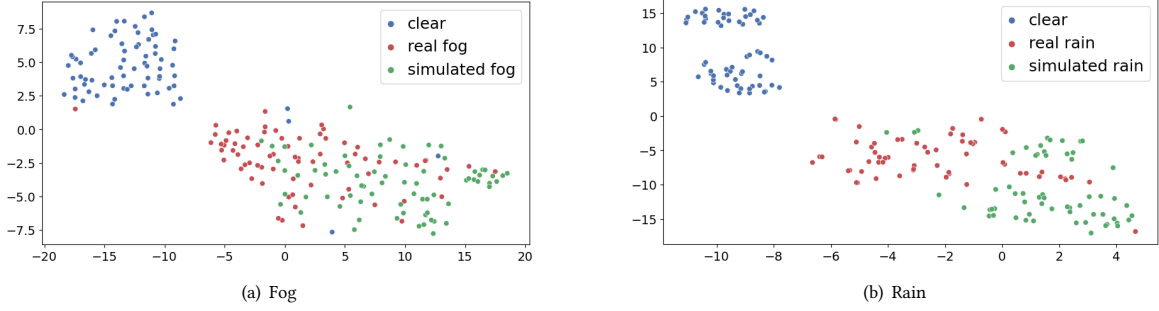 7.5
5.0
2.5
0.0
−2.5
−5.0
−7.5
−20 −15 −10 −5 0 5 10 15 20
clear
real fog
simulated fog
(a) Fog
15
10
5
0
−5
−10
−15
−10 −8 −6 −4 −2 0 2 4
clear
real rain
simulated rain
(b) Rain